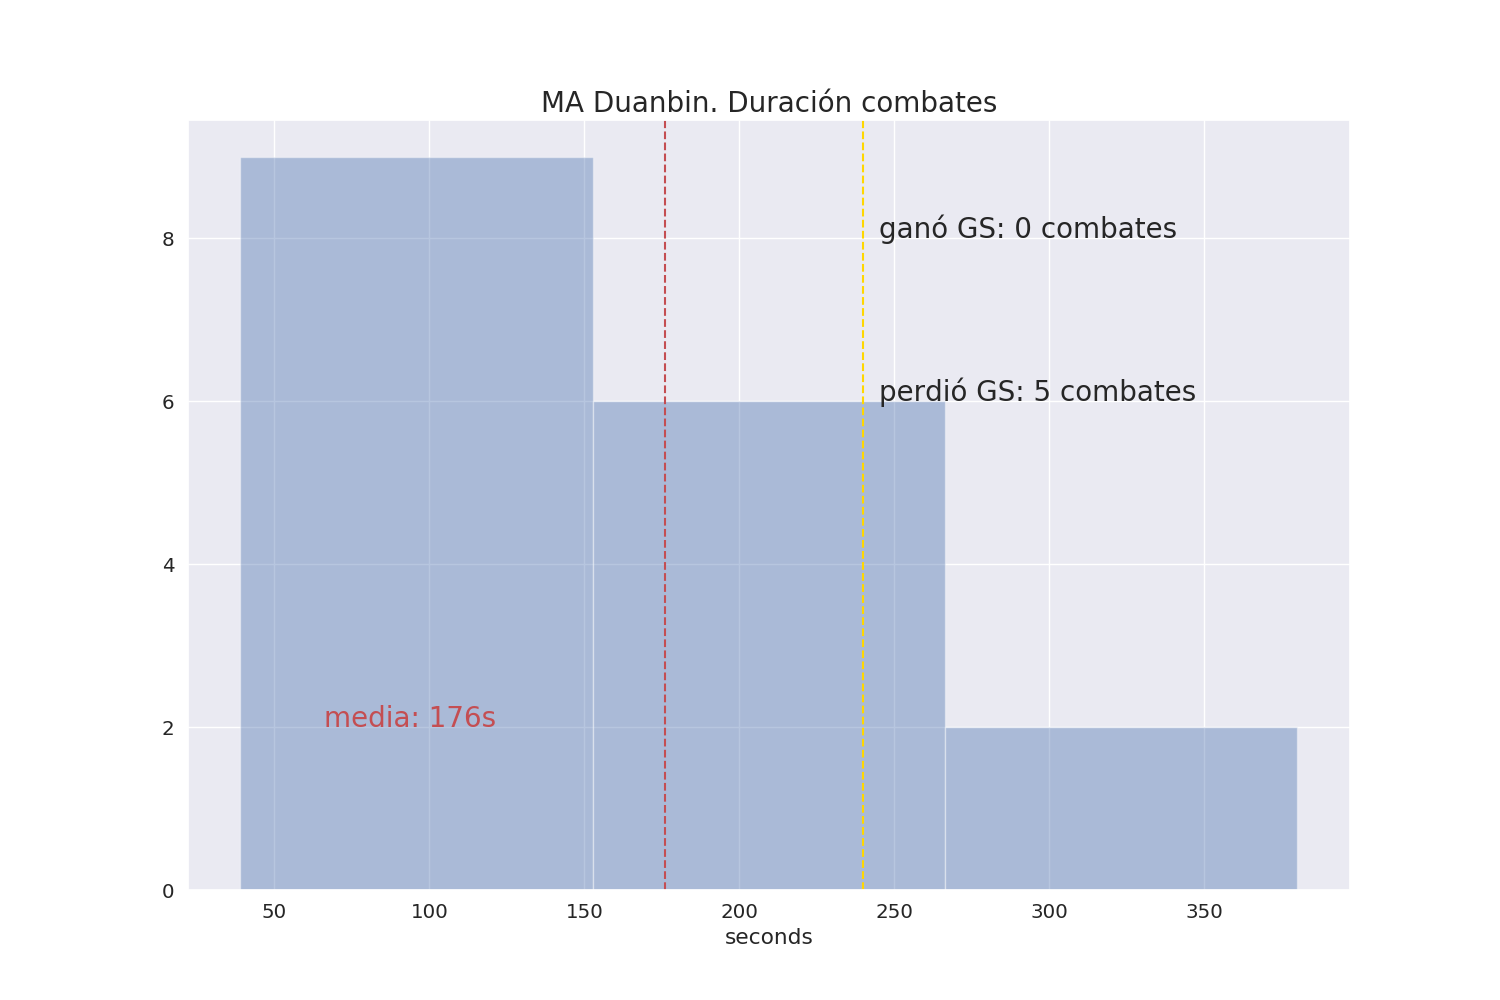 MA Duanbin. Duración combates
ganó GS: 0 combates
perdió GS: 5 combates
media: 176s
8
6
4
2
0
50 100 150 200 250 300 350
seconds